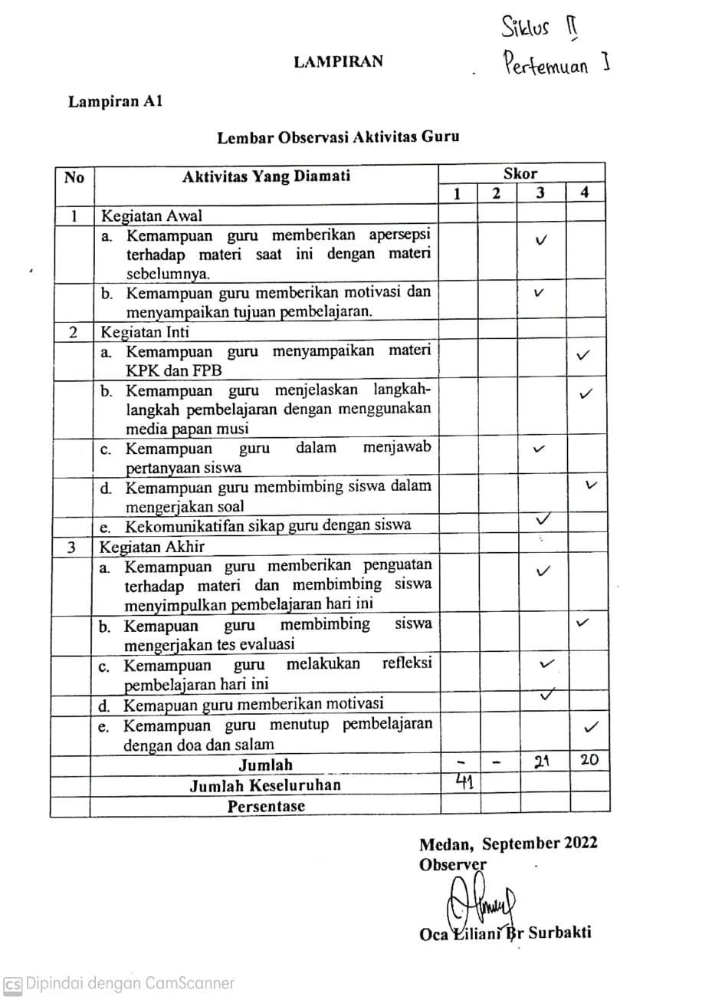 Siklus II
LAMPIRAN
Pertemuan I
Lampiran A1
Lembar Observasi Aktivitas Guru
No Aktivitas Yang Diamati Skor
1 2 3 4
1 Kegiatan Awal
a. Kemampuan guru memberikan apersepsi
terhadap materi saat ini dengan materi
sebelumnya.
✓
b. Kemampuan guru memberikan motivasi dan
menyampaikan tujuan pembelajaran.
✓
2 Kegiatan Inti
a. Kemampuan guru menyampaikan materi
KPK dan FPB
✓
b. Kemampuan guru menjelaskan langkah-
langkah pembelajaran dengan menggunakan
media papan musi
✓
c. Kemampuan guru dalam menjawab
pertanyaan siswa
✓
d. Kemampuan guru membimbing siswa dalam
mengerjakan soal
✓
e. Kekomunikatifan sikap guru dengan siswa ✓
3 Kegiatan Akhir
a. Kemampuan guru memberikan penguatan
terhadap materi dan membimbing siswa
menyimpulkan pembelajaran hari ini
✓
b. Kemapuan guru membimbing siswa
mengerjakan tes evaluasi
✓
c. Kemampuan guru melakukan refleksi
pembelajaran hari ini
✓
d. Kemapuan guru memberikan motivasi ✓
e. Kemampuan guru menutup pembelajaran
dengan doa dan salam
✓
Jumlah - - 21 20
Jumlah Keseluruhan 41
Persentase
Medan, September 2022
Observer
Oca Liliani Br Surbakti
CS Dipindai dengan CamScanner